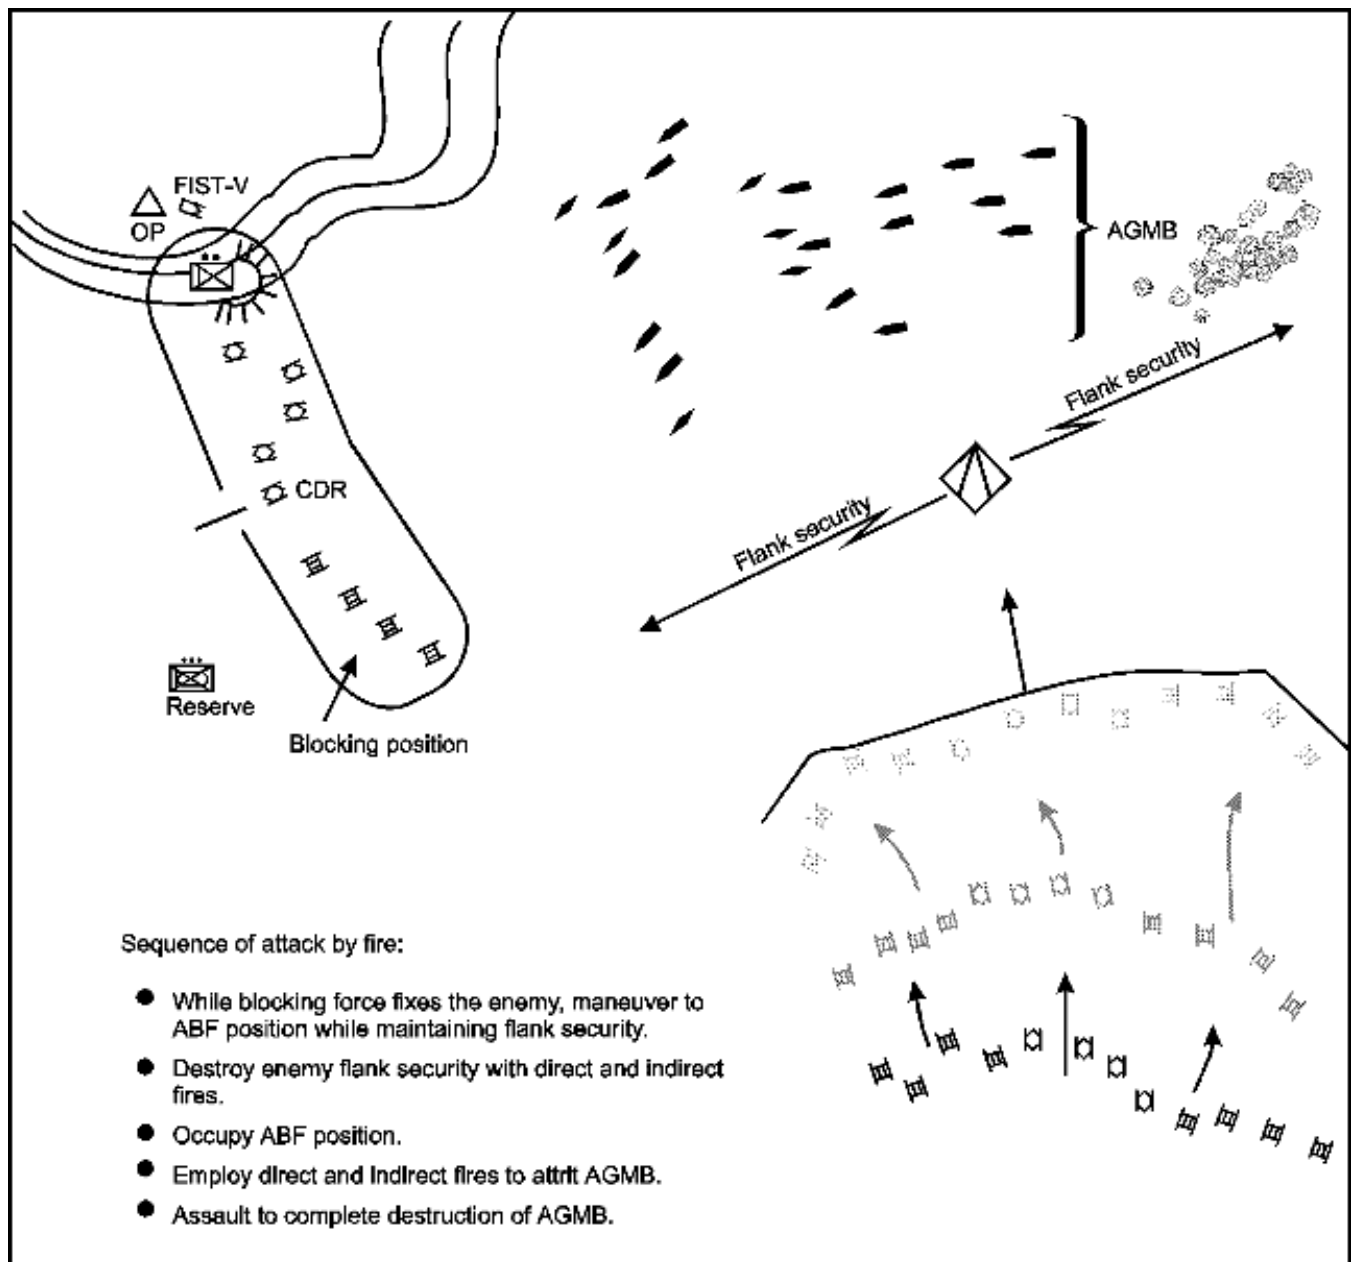 FIST-V
OP
AGMB
Flank security
CDR
Flank security
Reserve
Blocking position
Sequence of attack by fire:
● While blocking force fixes the enemy, maneuver to
ABF position while maintaining flank security.
● Destroy enemy flank security with direct and indirect
fires.
● Occupy ABF position.
● Employ direct and indirect fires to attrit AGMB.
● Assault to complete destruction of AGMB.